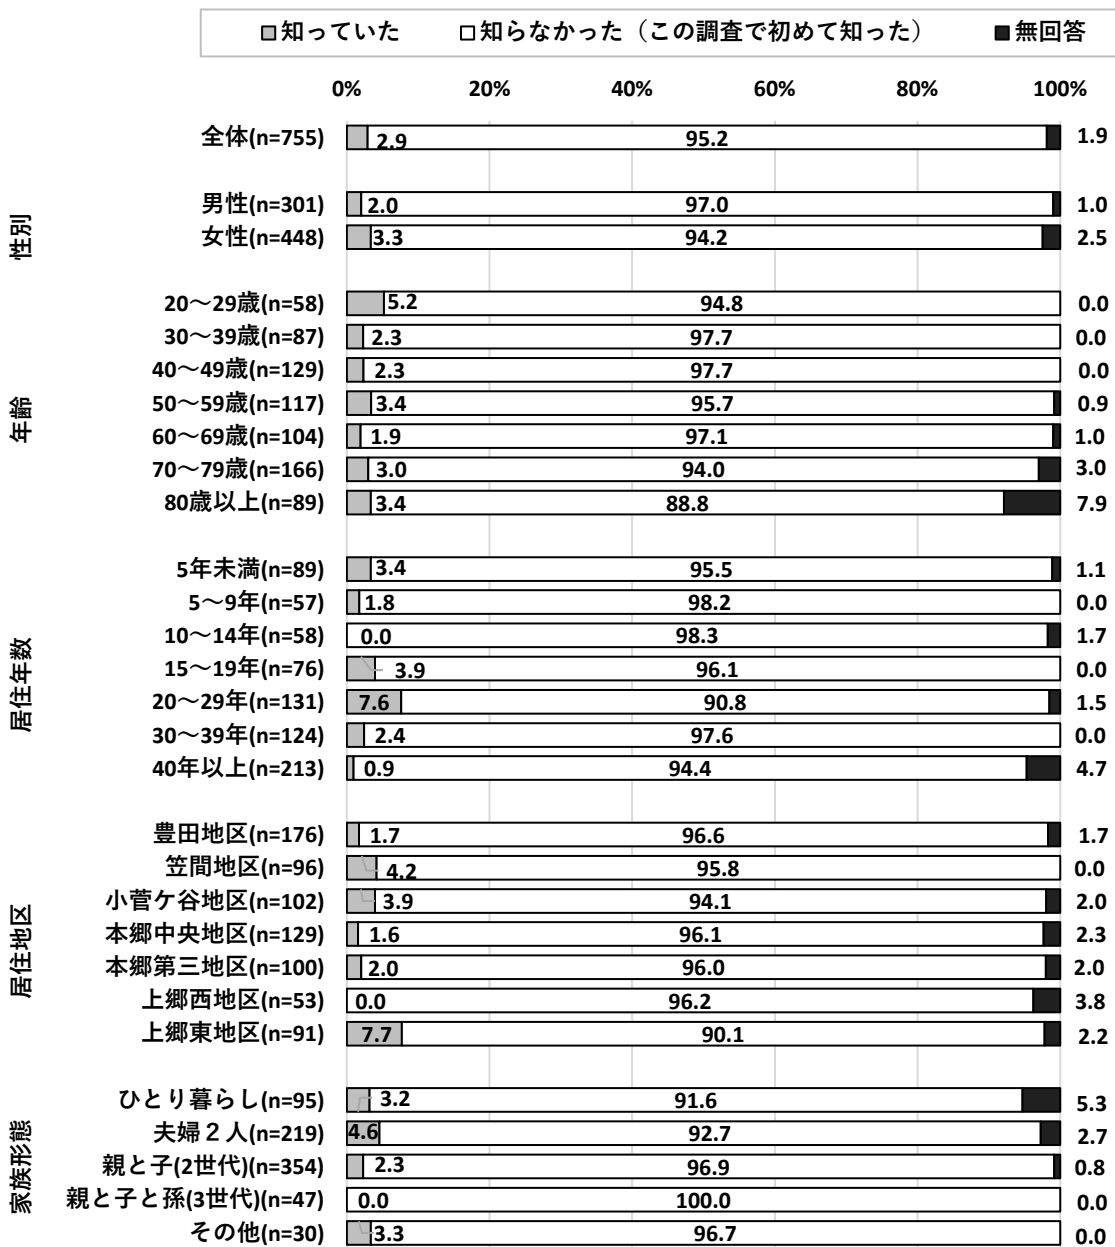 知っていた 知らなかった（この調査で初めて知った） 無回答
0% 20% 40% 60% 80% 100%
全体(n=755) 2.9 95.2 1.9
性別
男性(n=301) 2.0 97.0 1.0
女性(n=448) 3.3 94.2 2.5
年齢
20～29歳(n=58) 5.2 94.8 0.0
30～39歳(n=87) 2.3 97.7 0.0
40～49歳(n=129) 2.3 97.7 0.0
50～59歳(n=117) 3.4 95.7 0.9
60～69歳(n=104) 1.9 97.1 1.0
70～79歳(n=166) 3.0 94.0 3.0
80歳以上(n=89) 3.4 88.8 7.9
居住年数
5年未満(n=89) 3.4 95.5 1.1
5～9年(n=57) 1.8 98.2 0.0
10～14年(n=58) 0.0 98.3 1.7
15～19年(n=76) 3.9 96.1 0.0
20～29年(n=131) 7.6 90.8 1.5
30～39年(n=124) 2.4 97.6 0.0
40年以上(n=213) 0.9 94.4 4.7
居住地区
豊田地区(n=176) 1.7 96.6 1.7
笠間地区(n=96) 4.2 95.8 0.0
小菅ケ谷地区(n=102) 3.9 94.1 2.0
本郷中央地区(n=129) 1.6 96.1 2.3
本郷第三地区(n=100) 2.0 96.0 2.0
上郷西地区(n=53) 0.0 96.2 3.8
上郷東地区(n=91) 7.7 90.1 2.2
家族形態
ひとり暮らし(n=95) 3.2 91.6 5.3
夫婦２人(n=219) 4.6 92.7 2.7
親と子(2世代)(n=354) 2.3 96.9 0.8
親と子と孫(3世代)(n=47) 0.0 100.0 0.0
その他(n=30) 3.3 96.7 0.0